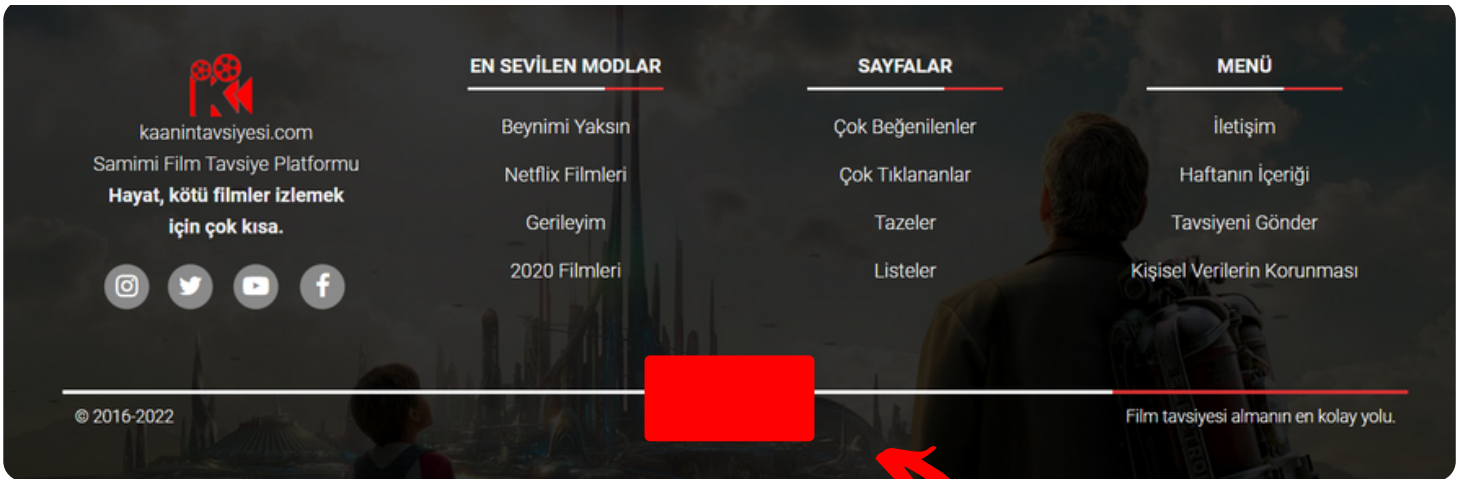 kaanintavsiyesi.com
Samimi Film Tavsiye Platformu
Hayat, kötü filmler izlemek
için çok kısa.
EN SEVİLEN MODLAR
Beynimi Yaksın
Netflix Filmleri
Gerileyim
2020 Filmleri
SAYFALAR
Çok Beğenilenler
Çok Tıklananlar
Tazeler
Listeler
MENÜ
İletişim
Haftanın İçeriği
Tavsiyeni Gönder
Kişisel Verilerin Korunması
© 2016-2022
Film tavsiyesi almanın en kolay yolu.